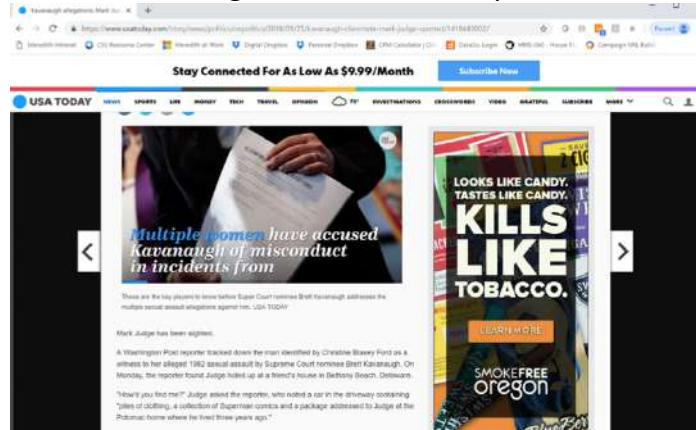 Kavanaugh allegations: Mark Jud
Stay Connected For As Low As $9.99/Month
Subscribe Now
USA TODAY
NEWS SPORTS LIFE MONEY TECH TRAVEL OPINION INVESTIGATIONS CROSSWORDS VIDEO GRATEFUL SUBSCRIBE MORE
Multiple women have accused
Kavanaugh of misconduct
in incidents from
These are the key players to know before Super Court nominee Brett Kavanaugh addresses the
multiple sexual assault allegations against him. USA TODAY
Mark Judge has been sighted.
A Washington Post reporter tracked down the man identified by Christine Blasey Ford as a
witness to her alleged 1982 sexual assault by Supreme Court nominee Brett Kavanaugh. On
Monday, the reporter found Judge holed up at a friend's house in Bethany Beach, Delaware.
"How'd you find me?" Judge asked the reporter, who noted a car in the driveway containing
"piles of clothing, a collection of Superman comics and a package addressed to Judge at the
Potomac home where he lived three years ago."
LOOKS LIKE CANDY.
TASTES LIKE CANDY.
KILLS
LIKE
TOBACCO.
LEARN MORE
SMOKEFREE
oregon